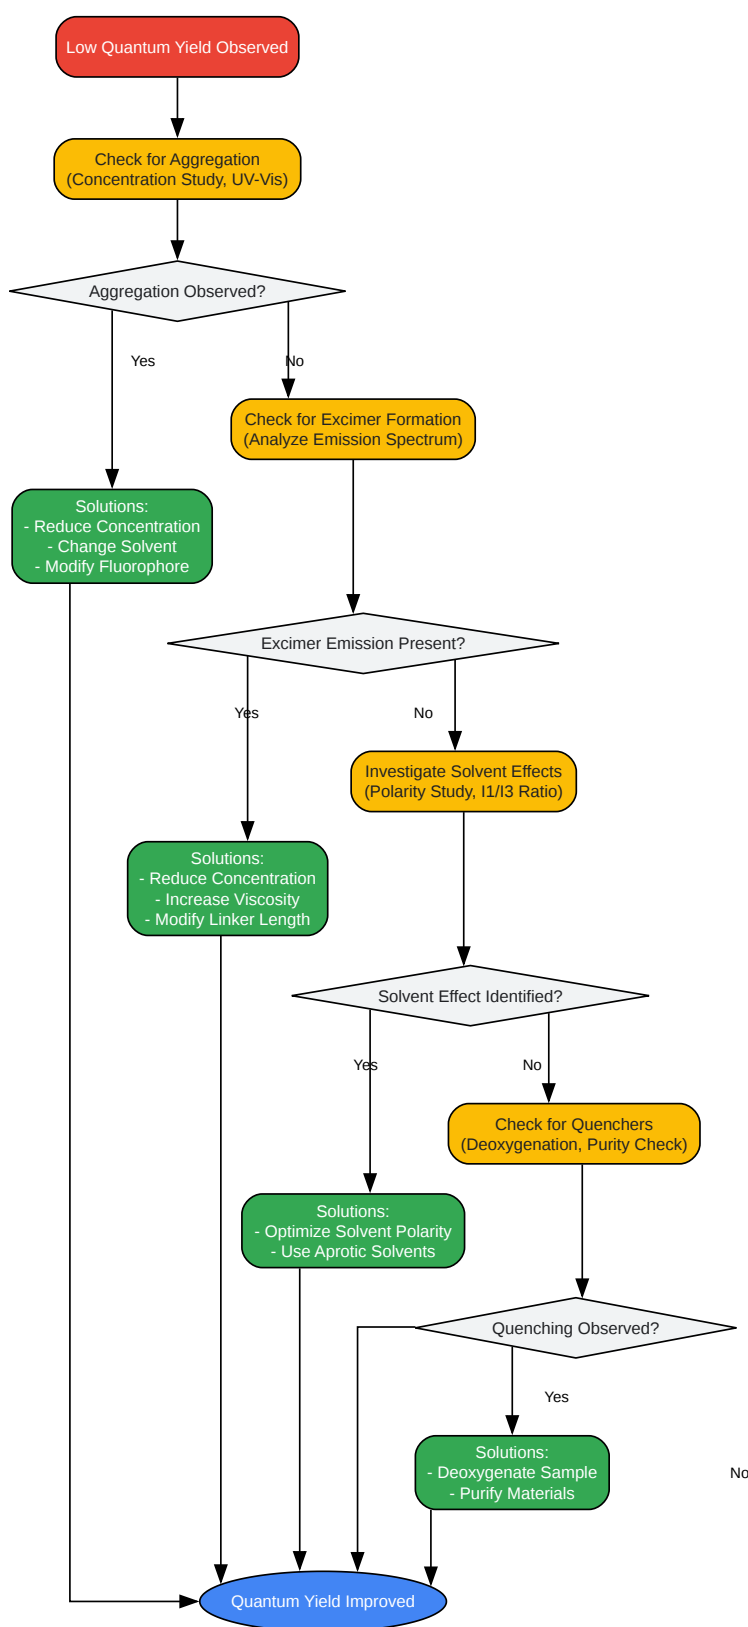 Low Quantum Yield Observed
Check for Aggregation
(Concentration Study, UV-Vis)
Aggregation Observed?
Yes
No
Check for Excimer Formation
(Analyze Emission Spectrum)
Solutions:
- Reduce Concentration
- Change Solvent
- Modify Fluorophore
Excimer Emission Present?
Yes
No
Investigate Solvent Effects
(Polarity Study, I1/I3 Ratio)
Solutions:
- Reduce Concentration
- Increase Viscosity
- Modify Linker Length
Solvent Effect Identified?
Yes
No
Check for Quenchers
(Deoxygenation, Purity Check)
Solutions:
- Optimize Solvent Polarity
- Use Aprotic Solvents
Quenching Observed?
Yes
No
Solutions:
- Deoxygenate Sample
- Purify Materials
Quantum Yield Improved